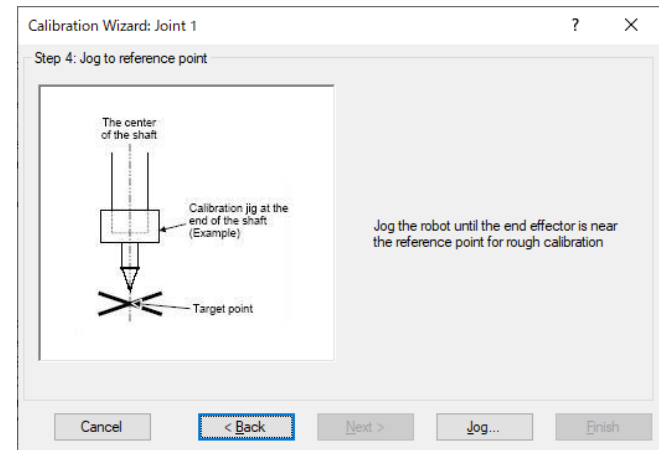 Calibration Wizard: Joint 1
?
Step 4: Jog to reference point
The center
of the shaft
Calibration jig at the
end of the shaft
(Example)
Target point
Jog the robot until the end effector is near
the reference point for rough calibration
Cancel
< Back
Next >
Jog...
Finish